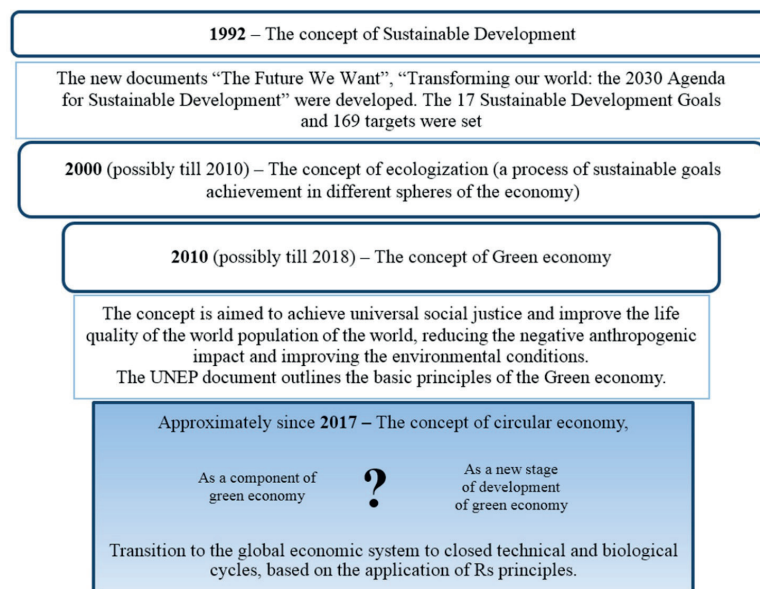 1992 – The concept of Sustainable Development
The new documents “The Future We Want”, “Transforming our world: the 2030 Agenda
for Sustainable Development” were developed. The 17 Sustainable Development Goals
and 169 targets were set
2000 (possibly till 2010) – The concept of ecologization (a process of sustainable goals
achievement in different spheres of the economy)
2010 (possibly till 2018) – The concept of Green economy
The concept is aimed to achieve universal social justice and improve the life
quality of the world population of the world, reducing the negative anthropogenic
impact and improving the environmental conditions.
The UNEP document outlines the basic principles of the Green economy.
Approximately since 2017 – The concept of circular economy,
As a component of
green economy
?
As a new stage
of development
of green economy
Transition to the global economic system to closed technical and biological
cycles, based on the application of Rs principles.